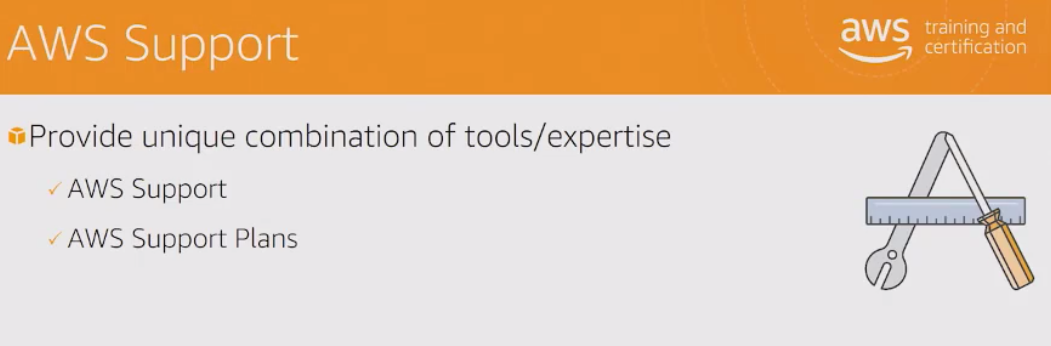 AWS Support
aws training and
certification
Provide unique combination of tools/expertise
✓ AWS Support
✓ AWS Support Plans